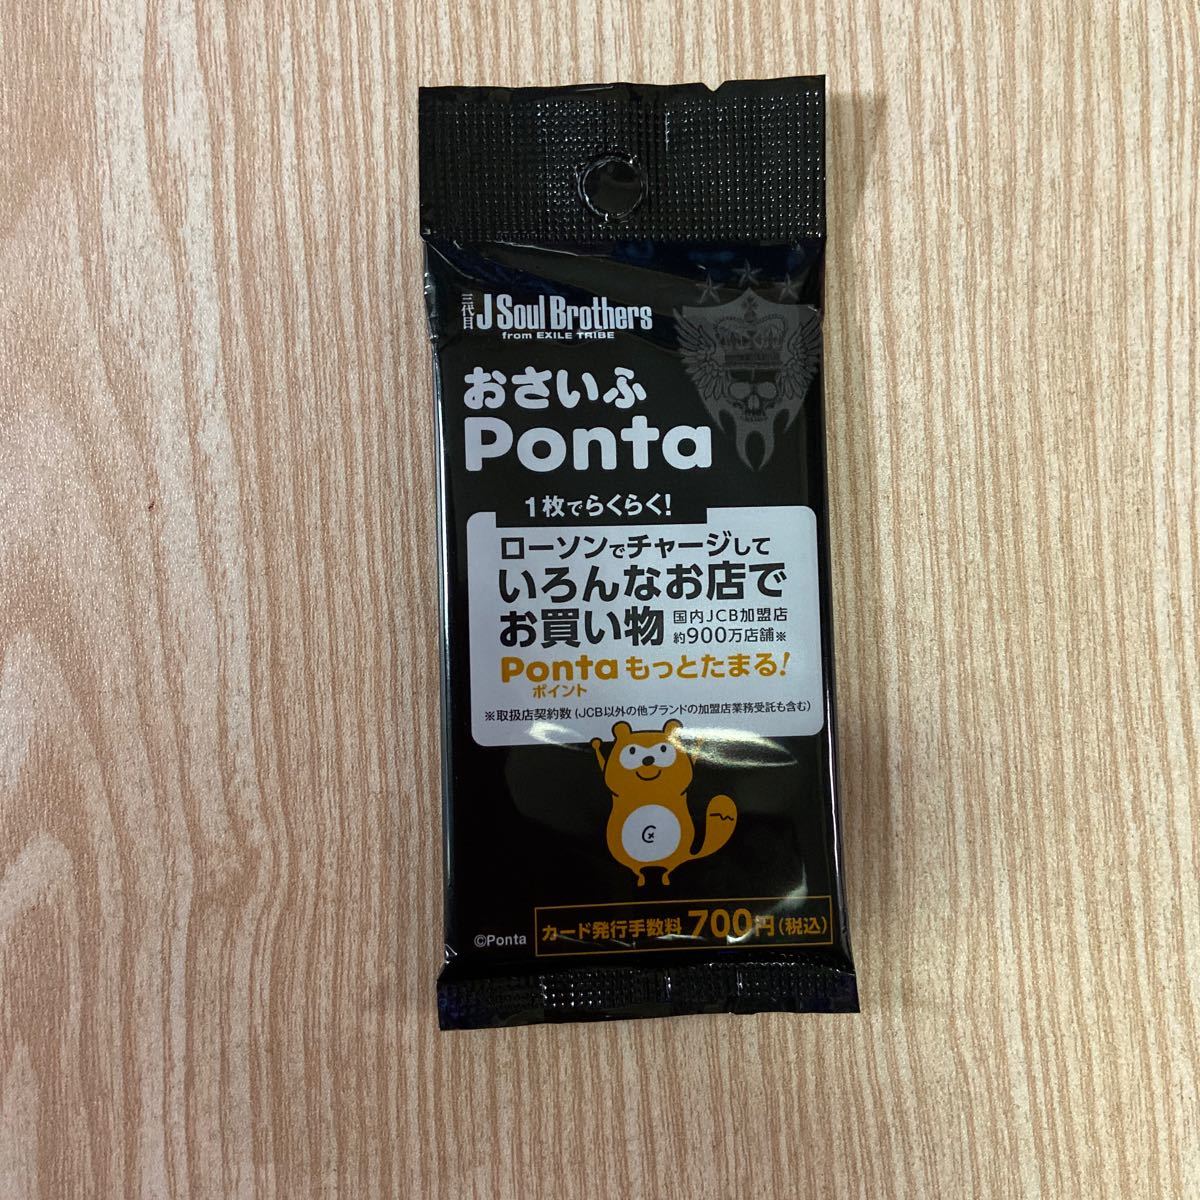 三代目 J Soul Brothers
from EXILE TRIBE
おさいふ
Ponta
1枚でらくらく!
ローソンでチャージして
いろんなお店で
お買い物 国内JCB加盟店
約900万店舗※
Pontaもっとたまる!
ポイント
※取扱店契約数(JCB以外の他ブランドの加盟店業務受託も含む)
©Ponta
カード発行手数料 700円(税込)